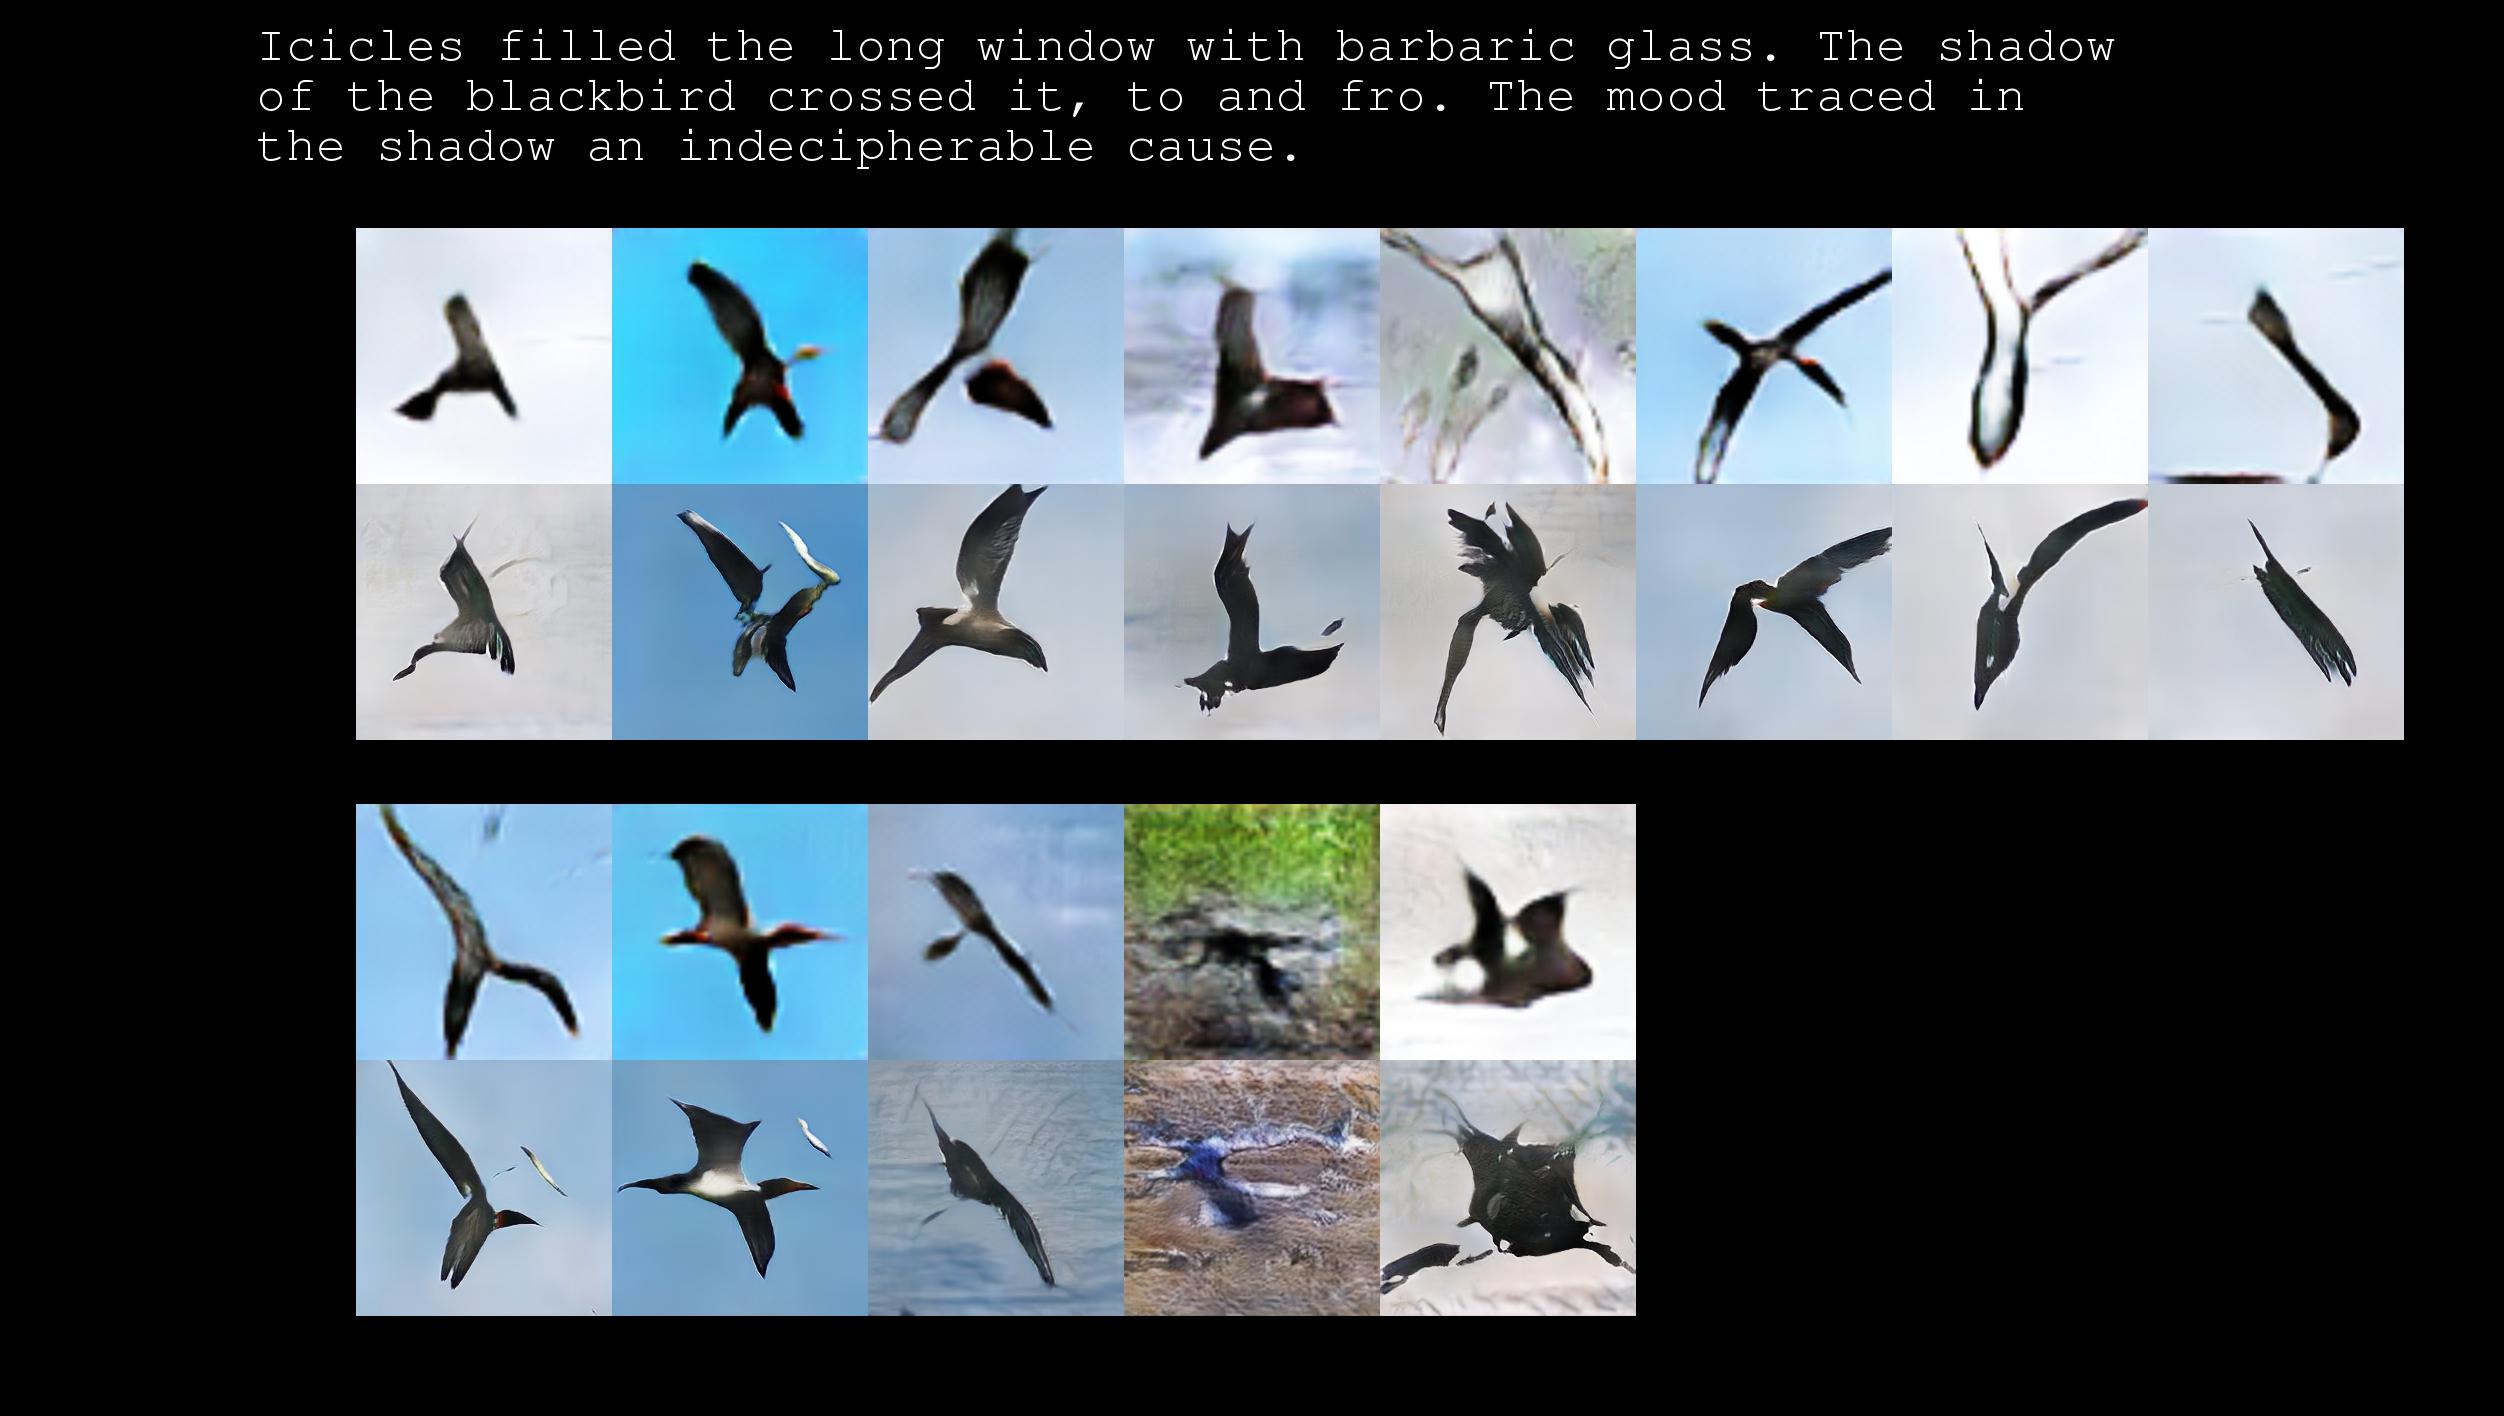 Icicles filled the long window with barbaric glass. The shadow
of the blackbird crossed it, to and fro. The mood traced in
the shadow an indecipherable cause.